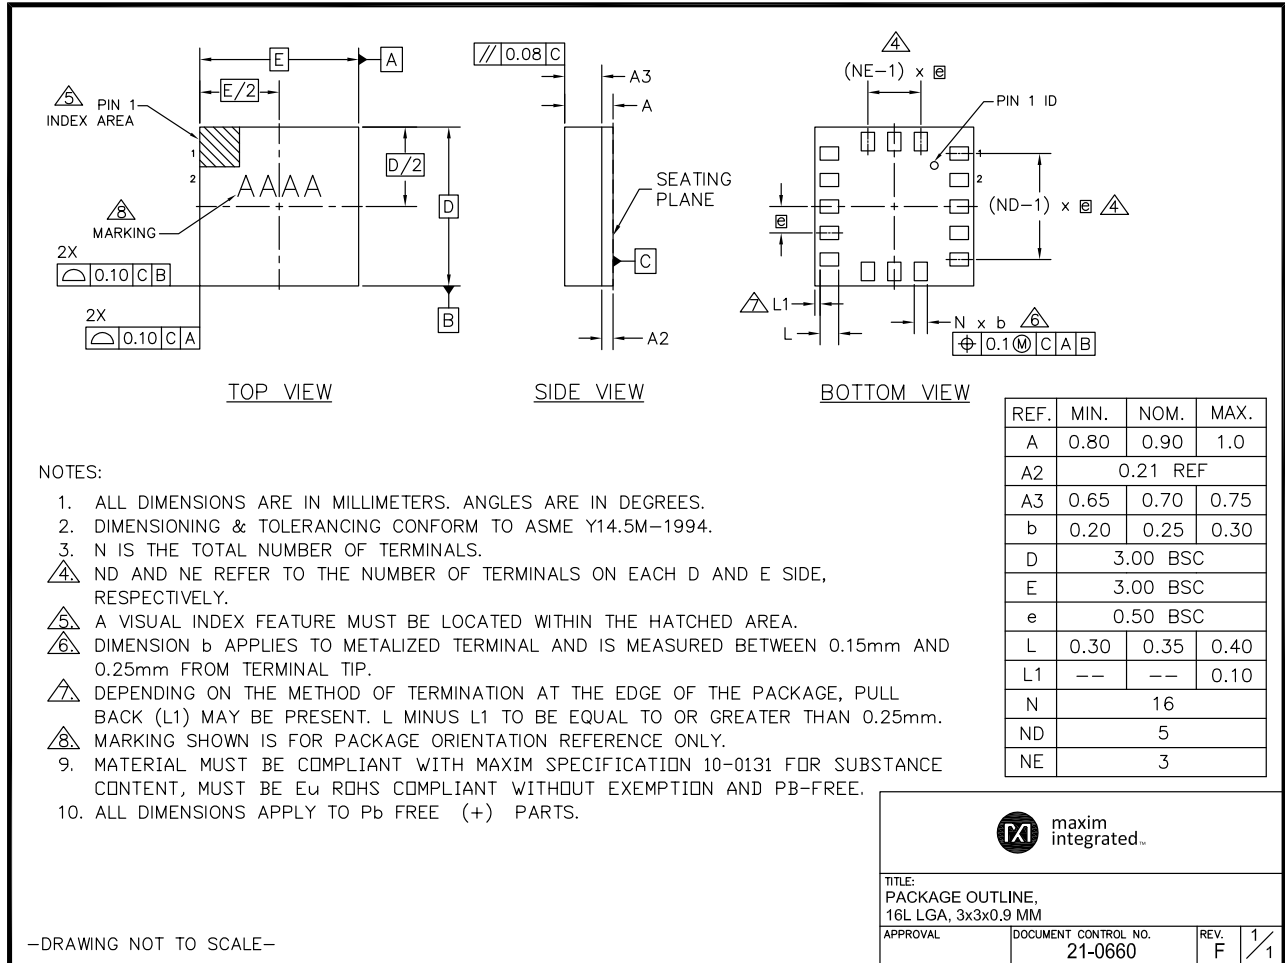 E
A
E/2
5
PIN 1
INDEX AREA
1
2
D/2
AAAA
D
8
MARKING
2X
0.10 C B
2X
0.10 C A
B
TOP VIEW
// 0.08 C
A3
A
SEATING
PLANE
C
A2
SIDE VIEW
4
(NE-1) x e
PIN 1 ID
1
2
(ND-1) x e 4
e
7 L1
L
N x b 6
⌖ 0.1 Ⓜ C A B
BOTTOM VIEW
REF. MIN. NOM. MAX.
A 0.80 0.90 1.0
A2 0.21 REF
A3 0.65 0.70 0.75
b 0.20 0.25 0.30
D 3.00 BSC
E 3.00 BSC
e 0.50 BSC
L 0.30 0.35 0.40
L1 -- -- 0.10
N 16
ND 5
NE 3
NOTES:
1. ALL DIMENSIONS ARE IN MILLIMETERS. ANGLES ARE IN DEGREES.
2. DIMENSIONING & TOLERANCING CONFORM TO ASME Y14.5M-1994.
3. N IS THE TOTAL NUMBER OF TERMINALS.
4. ND AND NE REFER TO THE NUMBER OF TERMINALS ON EACH D AND E SIDE,
RESPECTIVELY.
5. A VISUAL INDEX FEATURE MUST BE LOCATED WITHIN THE HATCHED AREA.
6. DIMENSION b APPLIES TO METALIZED TERMINAL AND IS MEASURED BETWEEN 0.15mm AND
0.25mm FROM TERMINAL TIP.
7. DEPENDING ON THE METHOD OF TERMINATION AT THE EDGE OF THE PACKAGE, PULL
BACK (L1) MAY BE PRESENT. L MINUS L1 TO BE EQUAL TO OR GREATER THAN 0.25mm.
8. MARKING SHOWN IS FOR PACKAGE ORIENTATION REFERENCE ONLY.
9. MATERIAL MUST BE COMPLIANT WITH MAXIM SPECIFICATION 10-0131 FOR SUBSTANCE
CONTENT, MUST BE Eu ROHS COMPLIANT WITHOUT EXEMPTION AND PB-FREE.
10. ALL DIMENSIONS APPLY TO Pb FREE (+) PARTS.
maxim
integrated™
TITLE:
PACKAGE OUTLINE,
16L LGA, 3x3x0.9 MM
APPROVAL
DOCUMENT CONTROL NO.
21-0660
REV.
F
1/1
-DRAWING NOT TO SCALE-